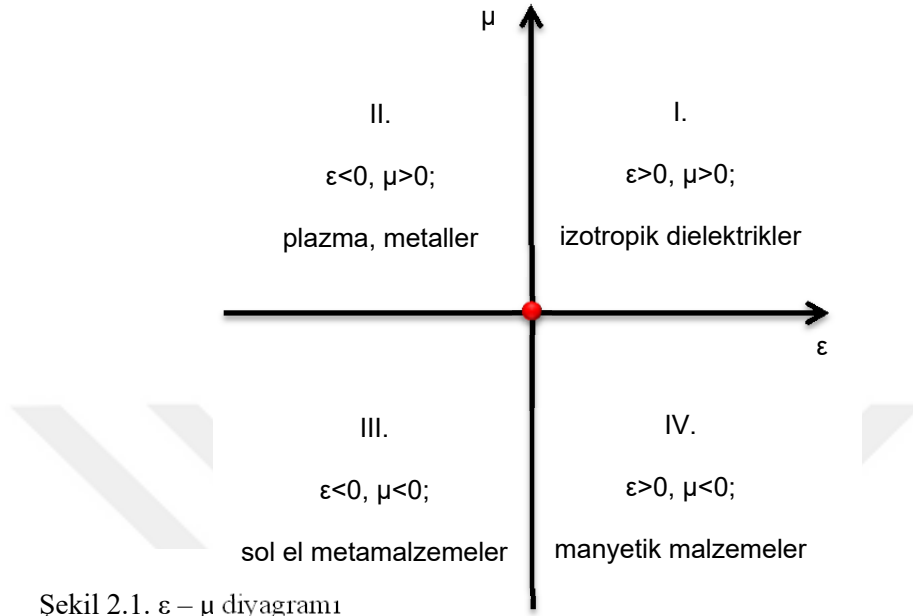 μ
II.
ε<0, μ>0;
plazma, metaller
I.
ε>0, μ>0;
izotropik dielektrikler
ε
III.
ε<0, μ<0;
sol el metamalzemeler
IV.
ε>0, μ<0;
manyetik malzemeler
Şekil 2.1. ε – μ diyagramı